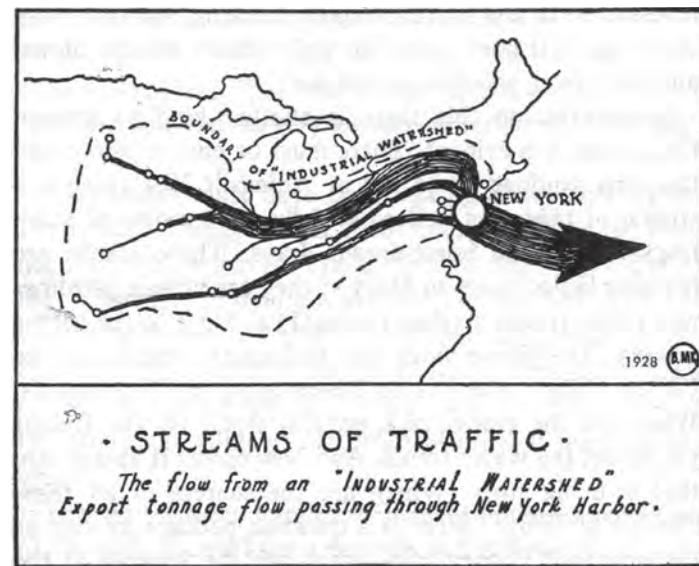 BOUNDARY OF "INDUSTRIAL WATERSHED"
NEW YORK
1928 B.MC.
· STREAMS OF TRAFFIC ·
The flow from an "INDUSTRIAL WATERSHED"
Export tonnage flow passing through New York Harbor·